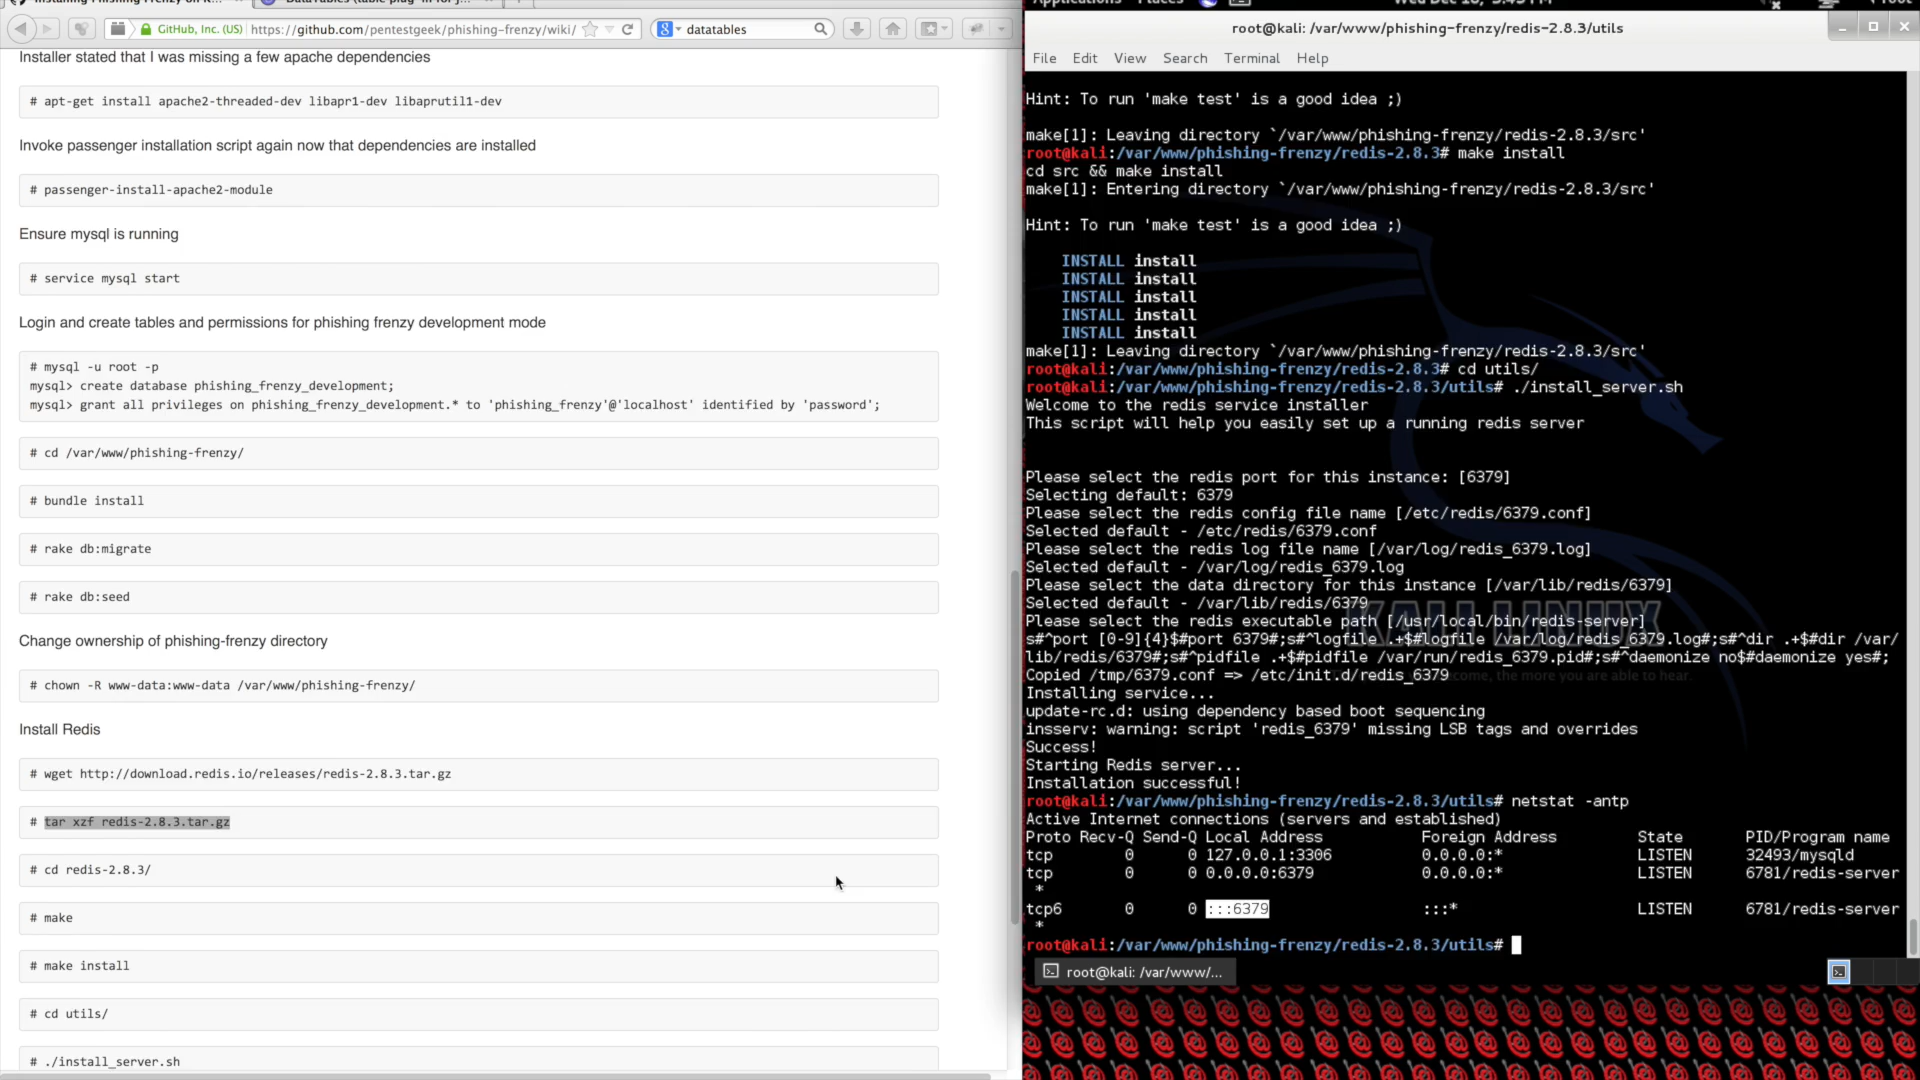 Installing Phishing Frenzy on K...
DataTables (table plug-in for j...
GitHub, Inc. (US)
https://github.com/pentestgeek/phishing-frenzy/wiki/
datatables
Installer stated that I was missing a few apache dependencies
# apt-get install apache2-threaded-dev libapr1-dev libaprutil1-dev
Invoke passenger installation script again now that dependencies are installed
# passenger-install-apache2-module
Ensure mysql is running
# service mysql start
Login and create tables and permissions for phishing frenzy development mode
# mysql -u root -p
mysql> create database phishing_frenzy_development;
mysql> grant all privileges on phishing_frenzy_development.* to 'phishing_frenzy'@'localhost' identified by 'password';
# cd /var/www/phishing-frenzy/
# bundle install
# rake db:migrate
# rake db:seed
Change ownership of phishing-frenzy directory
# chown -R www-data:www-data /var/www/phishing-frenzy/
Install Redis
# wget http://download.redis.io/releases/redis-2.8.3.tar.gz
# tar xzf redis-2.8.3.tar.gz
# cd redis-2.8.3/
# make
# make install
# cd utils/
# ./install_server.sh
Applications Places
root@kali: /var/www/phishing-frenzy/redis-2.8.3/utils
File Edit View Search Terminal Help
Hint: To run 'make test' is a good idea ;)
make[1]: Leaving directory `/var/www/phishing-frenzy/redis-2.8.3/src'
root@kali:/var/www/phishing-frenzy/redis-2.8.3# make install
cd src && make install
make[1]: Entering directory `/var/www/phishing-frenzy/redis-2.8.3/src'
Hint: To run 'make test' is a good idea ;)
INSTALL install
INSTALL install
INSTALL install
INSTALL install
INSTALL install
make[1]: Leaving directory `/var/www/phishing-frenzy/redis-2.8.3/src'
root@kali:/var/www/phishing-frenzy/redis-2.8.3# cd utils/
root@kali:/var/www/phishing-frenzy/redis-2.8.3/utils# ./install_server.sh
Welcome to the redis service installer
This script will help you easily set up a running redis server
Please select the redis port for this instance: [6379]
Selecting default: 6379
Please select the redis config file name [/etc/redis/6379.conf]
Selected default - /etc/redis/6379.conf
Please select the redis log file name [/var/log/redis_6379.log]
Selected default - /var/log/redis_6379.log
Please select the data directory for this instance [/var/lib/redis/6379]
Selected default - /var/lib/redis/6379
KALI LINUX
Please select the redis executable path [/usr/local/bin/redis-server]
s#^port [0-9]{4}$#port 6379#;s#^logfile .+$#logfile /var/log/redis_6379.log#;s#^dir .+$#dir /var/
lib/redis/6379#;s#^pidfile .+$#pidfile /var/run/redis_6379.pid#;s#^daemonize no$#daemonize yes#;
Copied /tmp/6379.conf => /etc/init.d/redis_6379
become, the more you are able to hear.
Installing service...
update-rc.d: using dependency based boot sequencing
insserv: warning: script 'redis_6379' missing LSB tags and overrides
Success!
Starting Redis server...
Installation successful!
root@kali:/var/www/phishing-frenzy/redis-2.8.3/utils# netstat -antp
Active Internet connections (servers and established)
Proto Recv-Q Send-Q Local Address Foreign Address State PID/Program name
tcp 0 0 127.0.0.1:3306 0.0.0.0:* LISTEN 32493/mysqld
tcp 0 0 0.0.0.0:6379 0.0.0.0:* LISTEN 6781/redis-server
*
tcp6 0 0 :::6379 :::* LISTEN 6781/redis-server
*
root@kali:/var/www/phishing-frenzy/redis-2.8.3/utils#
root@kali: /var/www/...